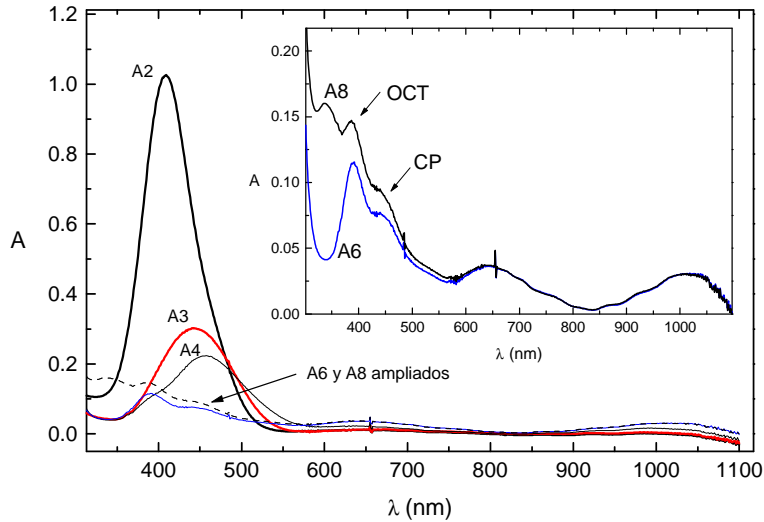 1.2
1.0
0.8
0.6
0.4
0.2
0.0
A
A2
A3
A4
A6 y A8 ampliados
400 500 600 700 800 900 1000 1100
λ (nm)
0.20
0.15
0.10
0.05
0.00
A
A8
OCT
CP
A6
400 500 600 700 800 900 1000
λ (nm)